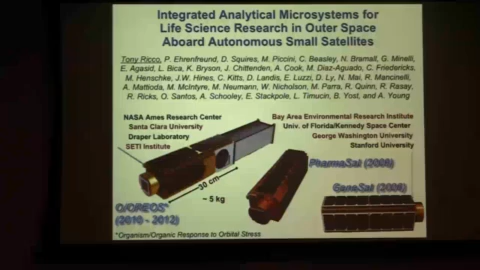 Integrated Analytical Microsystems for
Life Science Research in Outer Space
Aboard Autonomous Small Satellites
Tony Ricco, P. Ehrenfreund, D. Squires, M. Piccini, C. Beasley, N. Bramall, G. Minelli,
E. Agasid, L. Bica, K. Bryson, J. Chittenden, A. Cook, M. Diaz-Aguado, C. Friedericks,
M. Henschke, J.W. Hines, C. Kitts, D. Landis, E. Luzzi, D. Ly, N. Mai, R. Mancinelli,
A. Mattioda, M. McIntyre, M. Neumann, W. Nicholson, M. Parra, R. Quinn, R. Rasay,
R. Ricks, O. Santos, A. Schooley, E. Stackpole, L. Timucin, B. Yost, and A. Young
NASA Ames Research Center
Santa Clara University
Draper Laboratory
SETI Institute
Bay Area Environmental Research Institute
Univ. of Florida/Kennedy Space Center
George Washington University
Stanford University
30 cm
~ 5 kg
PharmaSat (2009)
GeneSat (2006)
O/OREOS*
(2010 - 2012)
*Organism/Organic Response to Orbital Stress